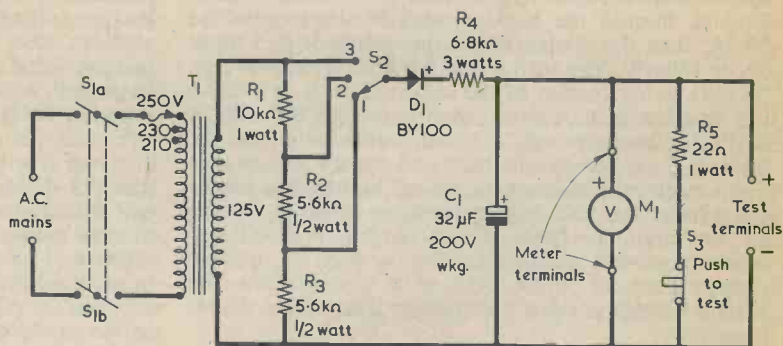 S1a
250V
230
210
T1
A.C.
mains
S1b
125V
R1
10kΩ
1 watt
R2
5.6kΩ
1/2 watt
R3
5.6kΩ
1/2 watt
3
2
1
S2
D1
BY100
R4
6.8kΩ
3 watts
C1
32µF
200V
wkg.
+
+
Meter
terminals
+
V
M1
R5
22Ω
1 watt
S3
Push
to
test
+
Test
terminals
−